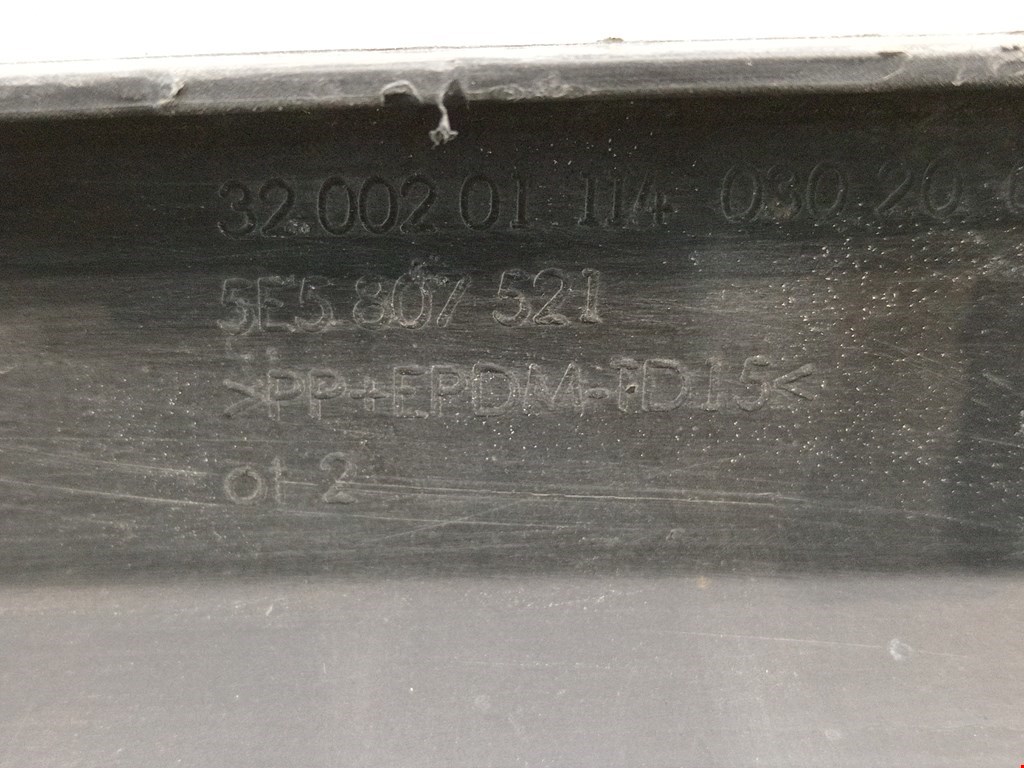 32 002 01 114 030 20
5E5 807 521
>PP+EPDM-TD15<
ot 2